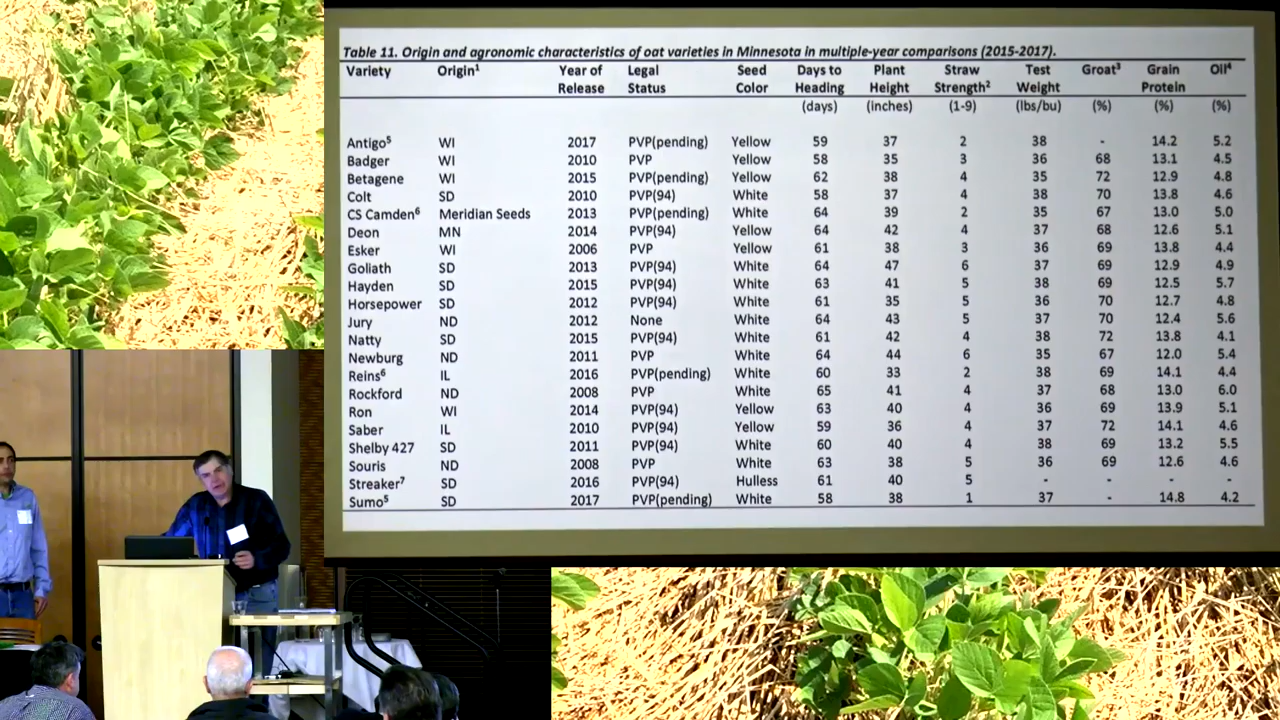 Table 11. Origin and agronomic characteristics of oat varieties in Minnesota in multiple-year comparisons (2015-2017).
Variety Origin¹ Year of Release Legal Status Seed Color Days to Heading Plant Height Straw Strength² Test Weight Groat³ Grain Protein Oil⁴
(days) (inches) (1-9) (lbs/bu) (%) (%) (%)
Antigo⁵ WI 2017 PVP(pending) Yellow 59 37 2 38 - 14.2 5.2
Badger WI 2010 PVP Yellow 58 35 3 36 68 13.1 4.5
Betagene WI 2015 PVP(pending) Yellow 62 38 4 35 72 12.9 4.8
Colt SD 2010 PVP(94) White 58 37 4 38 70 13.8 4.6
CS Camden⁶ Meridian Seeds 2013 PVP(pending) White 64 39 2 35 67 13.0 5.0
Deon MN 2014 PVP(94) Yellow 64 42 4 37 68 12.6 5.1
Esker WI 2006 PVP Yellow 61 38 3 36 69 13.8 4.4
Goliath SD 2013 PVP(94) White 64 47 6 37 69 12.9 4.9
Hayden SD 2015 PVP(94) White 63 41 5 38 69 12.5 5.7
Horsepower SD 2012 PVP(94) White 61 35 5 36 70 12.7 4.8
Jury ND 2012 None White 64 43 5 37 70 12.4 5.6
Natty SD 2015 PVP(94) White 61 42 4 38 72 13.8 4.1
Newburg ND 2011 PVP White 64 44 6 35 67 12.0 5.4
Reins⁶ IL 2016 PVP(pending) White 60 33 2 38 69 14.1 4.4
Rockford ND 2008 PVP White 65 41 4 37 68 13.0 6.0
Ron WI 2014 PVP(94) Yellow 63 40 4 36 69 13.9 5.1
Saber IL 2010 PVP(94) Yellow 59 36 4 37 72 14.1 4.6
Shelby 427 SD 2011 PVP(94) White 60 40 4 38 69 13.2 5.5
Souris ND 2008 PVP White 63 38 5 36 69 12.6 4.6
Streaker⁷ SD 2016 PVP(94) Hulless 61 40 5 - - - -
Sumo⁵ SD 2017 PVP(pending) White 58 38 1 37 - 14.8 4.2